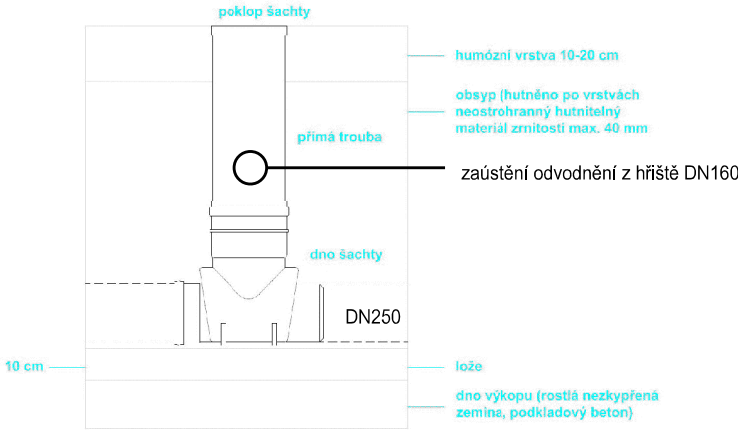 poklop šachty
humózní vrstva 10-20 cm
obsyp (hutněno po vrstvách
neostrohranný hutnitelný
materiál zrnitosti max. 40 mm
přímá trouba
zaústění odvodnění z hřiště DN160
dno šachty
DN250
10 cm
lože
dno výkopu (rostlá nezkypřená
zemina, podkladový beton)